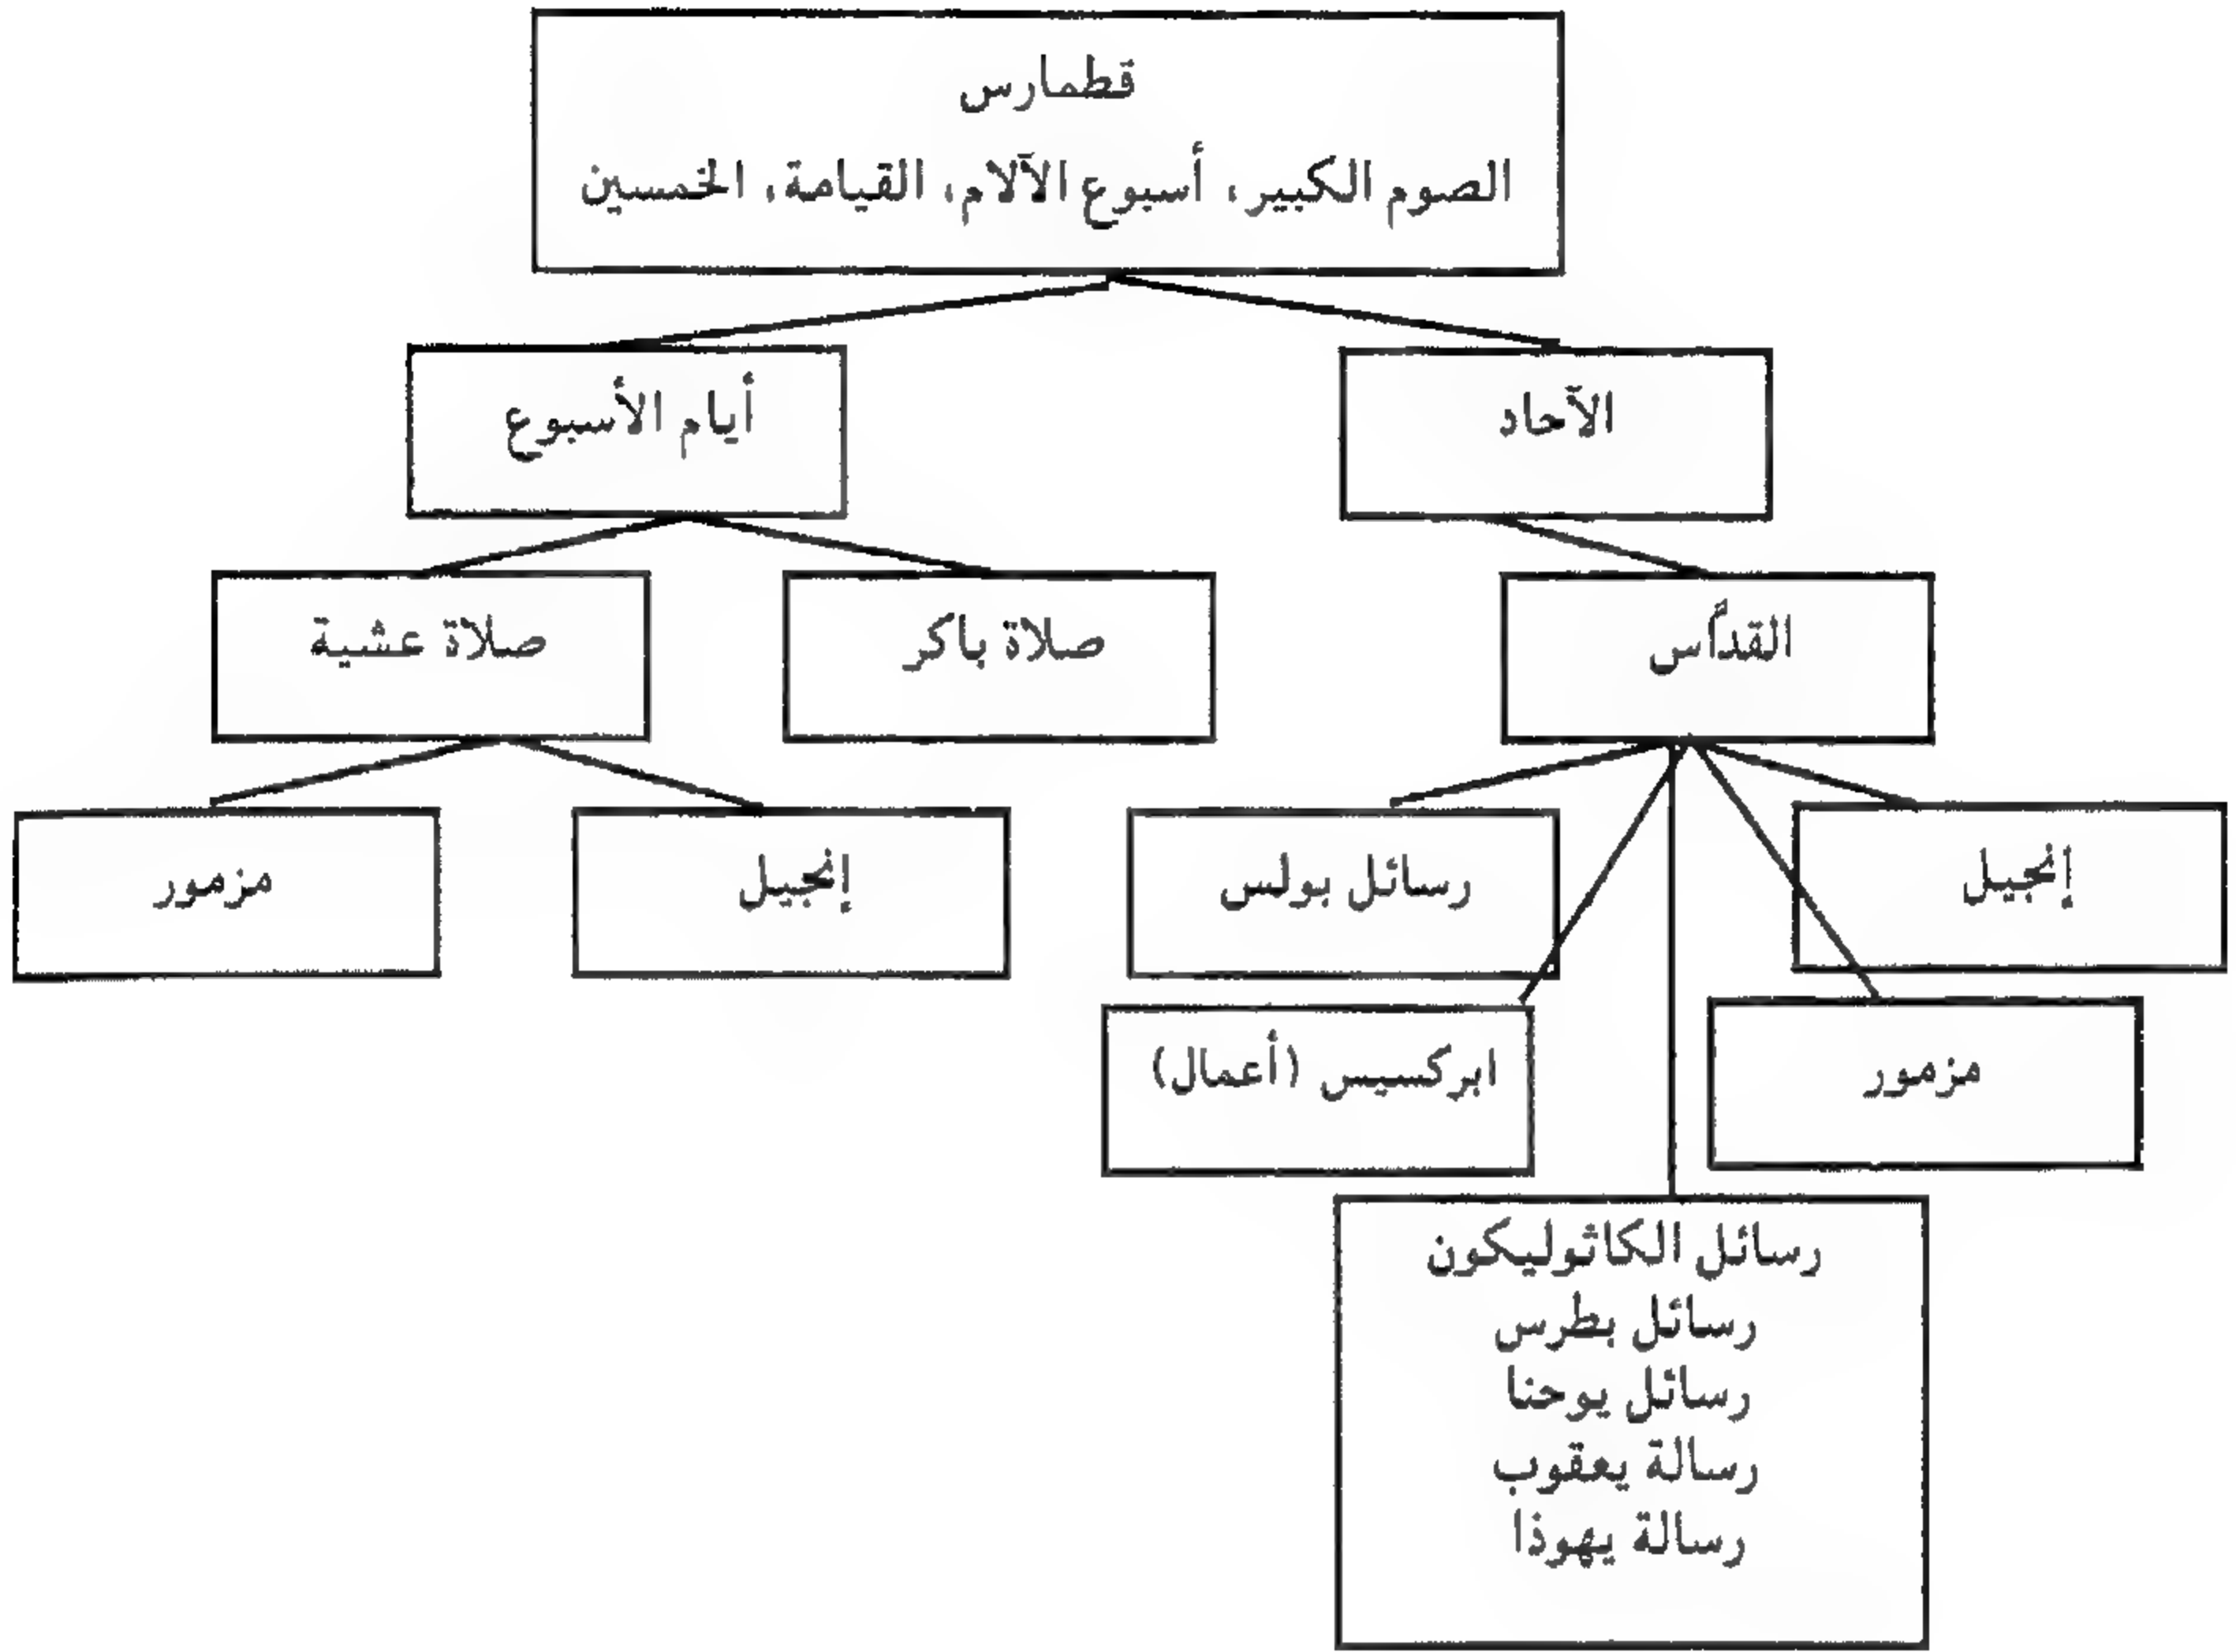 قطمارس
الصوم الكبير، أسبوع الآلام، القيامة، الخمسين
الآحاد
أيام الأسبوع
القدَّاس
صلاة باكر
صلاة عشية
إنجيل
رسائل بولس
إنجيل
مزمور
مزمور
ابركسيس (أعمال)
رسائل الكاثوليكون
رسائل بطرس
رسائل يوحنا
رسالة يعقوب
رسالة يهوذا